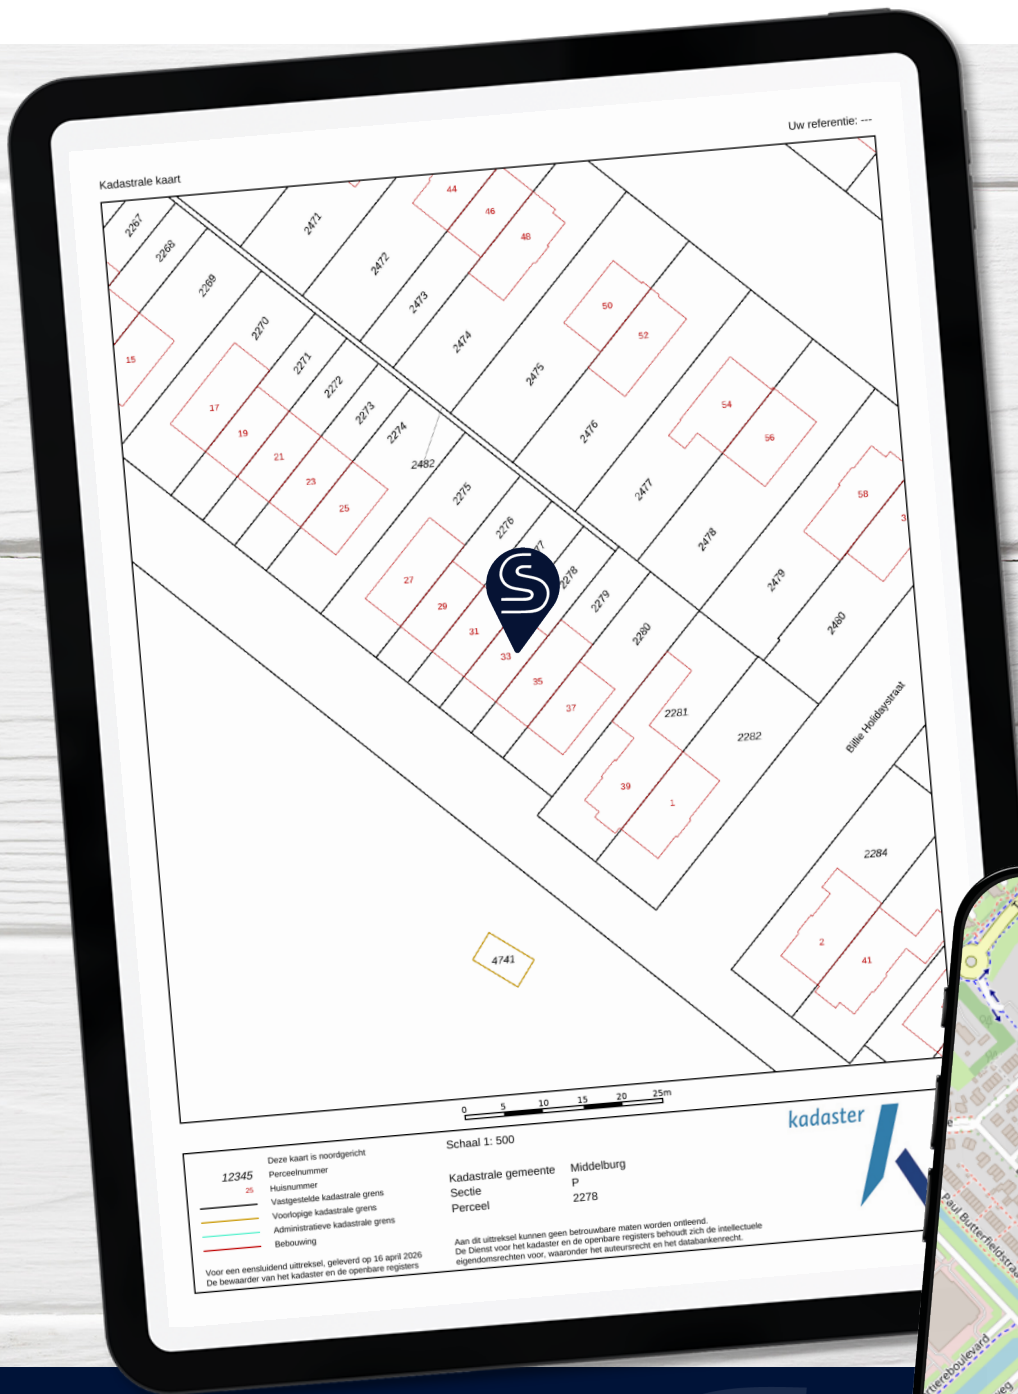 Uw referentie: ---
Kadastrale kaart
2267
2268
2269
2270
2271
2272
2273
2274
2482
2275
2276
2278
2279
2280
2281
2282
2284
2471
2472
2473
2474
2475
2476
2477
2478
2479
2480
44
46
48
50
52
54
56
58
15
17
19
21
23
25
27
29
31
33
35
37
39
1
2
41
4741
Billie Holidaystraat
S
0 5 10 15 20 25m
Schaal 1: 500
12345
25
Deze kaart is noordgericht
Perceelnummer
Huisnummer
Vastgestelde kadastrale grens
Voorlopige kadastrale grens
Administratieve kadastrale grens
Bebouwing
Voor een eensluidend uittreksel, geleverd op 16 april 2026
De bewaarder van het kadaster en de openbare registers
Kadastrale gemeente Middelburg
Sectie P
Perceel 2278
Aan dit uittreksel kunnen geen betrouwbare maten worden ontleend.
De Dienst voor het kadaster en de openbare registers behoudt zich de intellectuele
eigendomsrechten voor, waaronder het auteursrecht en het databankenrecht.
kadaster